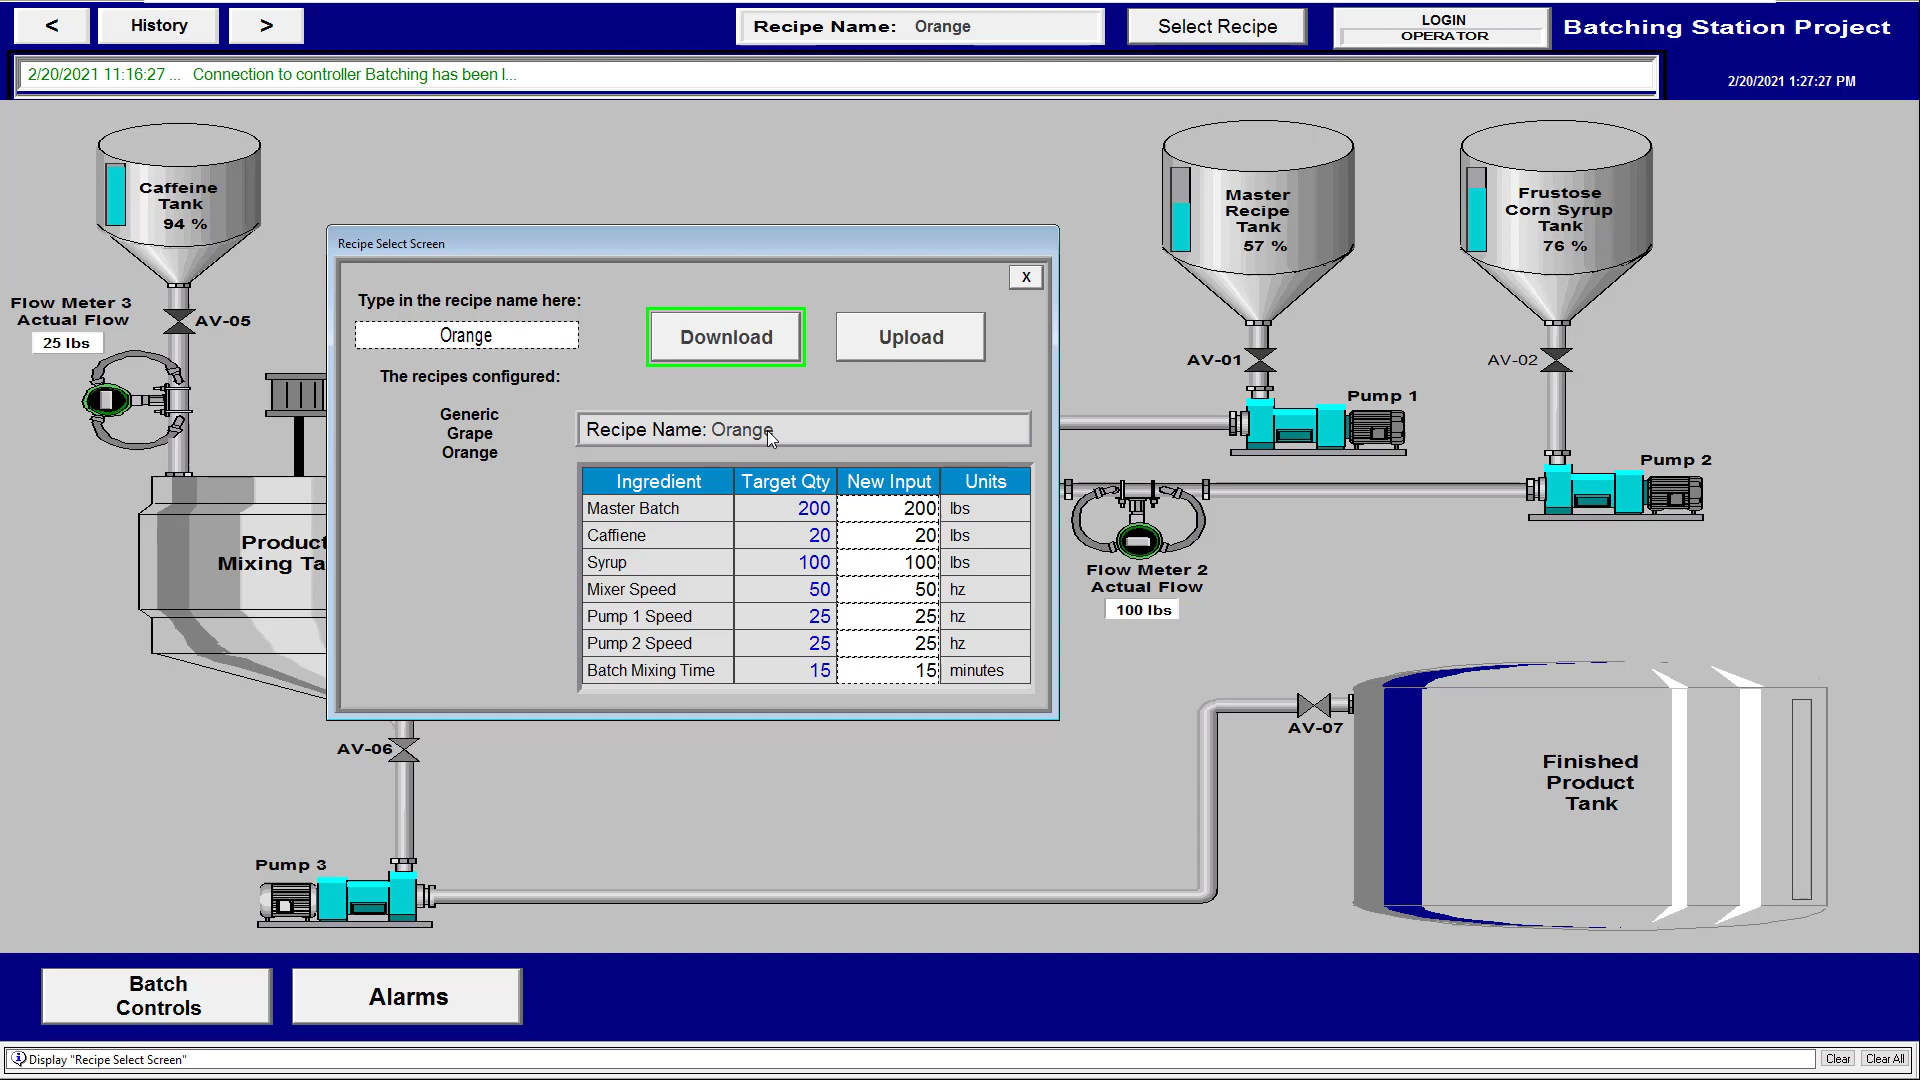 <
History
>
Recipe Name: Orange
Select Recipe
LOGIN
OPERATOR
Batching Station Project
2/20/2021 11:16:27 ... Connection to controller Batching has been l...
2/20/2021 1:27:27 PM
Caffeine
Tank
94 %
Master
Recipe
Tank
57 %
Frustose
Corn Syrup
Tank
76 %
Flow Meter 3
Actual Flow
25 lbs
AV-05
AV-01
AV-02
Pump 1
Pump 2
Recipe Select Screen
X
Type in the recipe name here:
Orange
Download
Upload
The recipes configured:
Generic
Grape
Orange
Recipe Name: Orange
Ingredient Target Qty New Input Units
Master Batch 200 200 lbs
Caffiene 20 20 lbs
Syrup 100 100 lbs
Mixer Speed 50 50 hz
Pump 1 Speed 25 25 hz
Pump 2 Speed 25 25 hz
Batch Mixing Time 15 15 minutes
Product
Mixing Ta
Flow Meter 2
Actual Flow
100 lbs
AV-06
AV-07
Finished
Product
Tank
Pump 3
Batch
Controls
Alarms
Display "Recipe Select Screen"
Clear
Clear All